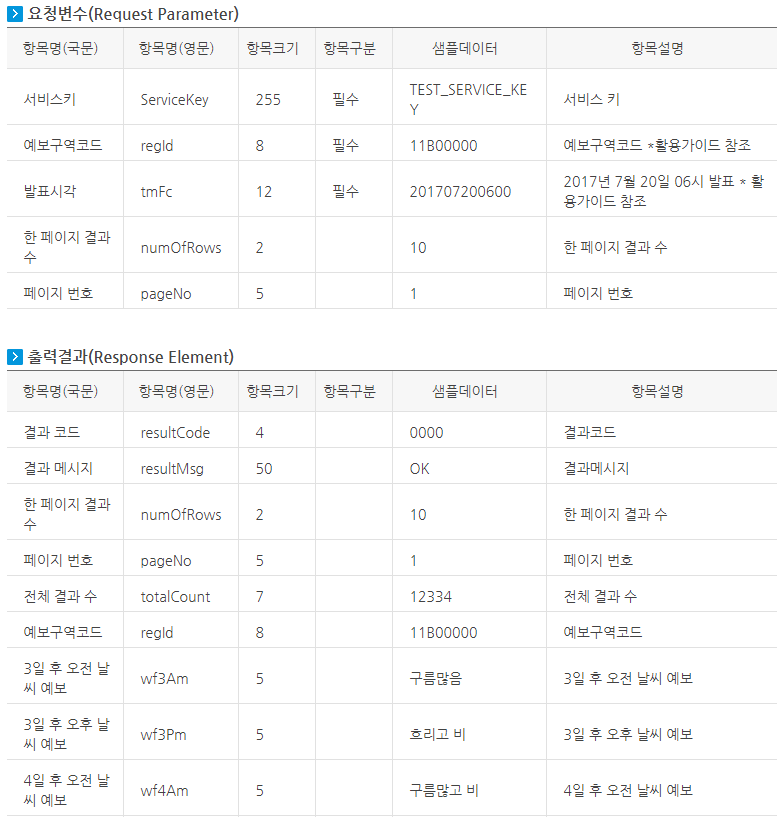 요청변수(Request Parameter)
항목명(국문) 항목명(영문) 항목크기 항목구분 샘플데이터 항목설명
서비스키 ServiceKey 255 필수 TEST_SERVICE_KE
Y 서비스 키
예보구역코드 regId 8 필수 11B00000 예보구역코드 *활용가이드 참조
발표시각 tmFc 12 필수 201707200600 2017년 7월 20일 06시 발표 * 활
용가이드 참조
한 페이지 결과
수 numOfRows 2 10 한 페이지 결과 수
페이지 번호 pageNo 5 1 페이지 번호
출력결과(Response Element)
항목명(국문) 항목명(영문) 항목크기 항목구분 샘플데이터 항목설명
결과 코드 resultCode 4 0000 결과코드
결과 메시지 resultMsg 50 OK 결과메시지
한 페이지 결과
수 numOfRows 2 10 한 페이지 결과 수
페이지 번호 pageNo 5 1 페이지 번호
전체 결과 수 totalCount 7 12334 전체 결과 수
예보구역코드 regId 8 11B00000 예보구역코드
3일 후 오전 날
씨 예보 wf3Am 5 구름많음 3일 후 오전 날씨 예보
3일 후 오후 날
씨 예보 wf3Pm 5 흐리고 비 3일 후 오후 날씨 예보
4일 후 오전 날
씨 예보 wf4Am 5 구름많고 비 4일 후 오전 날씨 예보